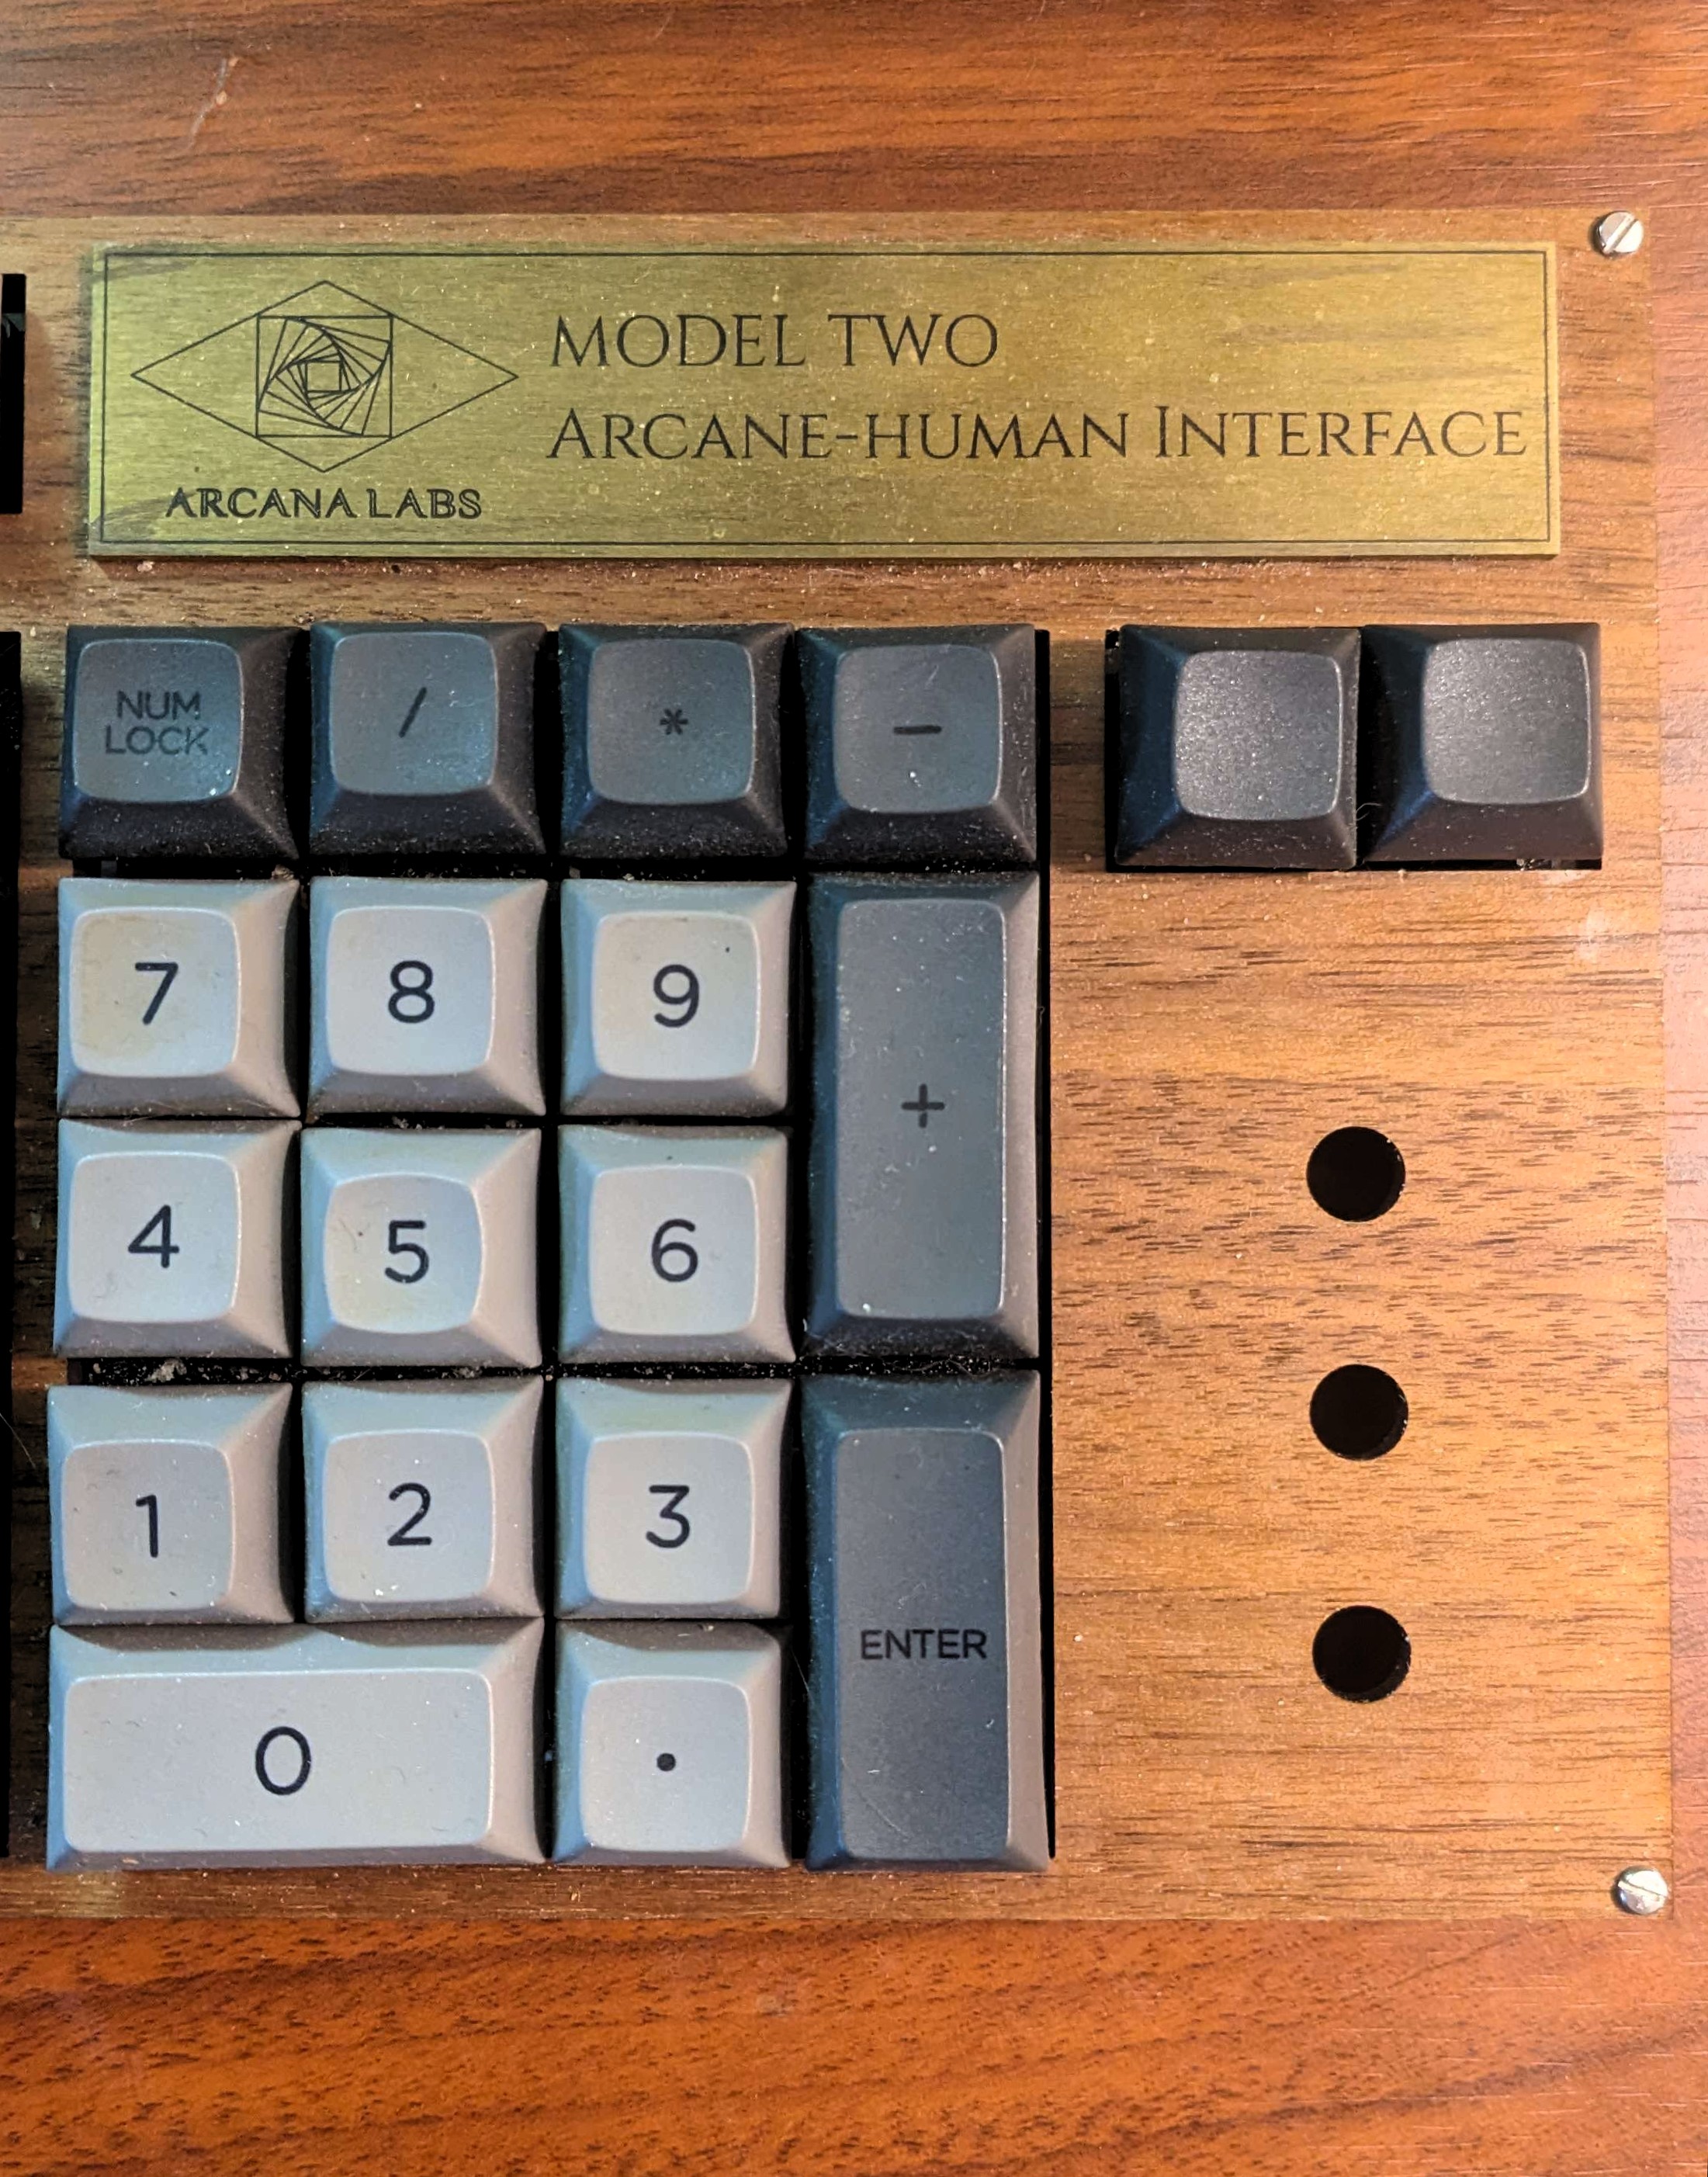 MODEL TWO
ARCANE-HUMAN INTERFACE
ARCANA LABS
NUM
LOCK
/
*
-
7
8
9
+
4
5
6
1
2
3
ENTER
0
.